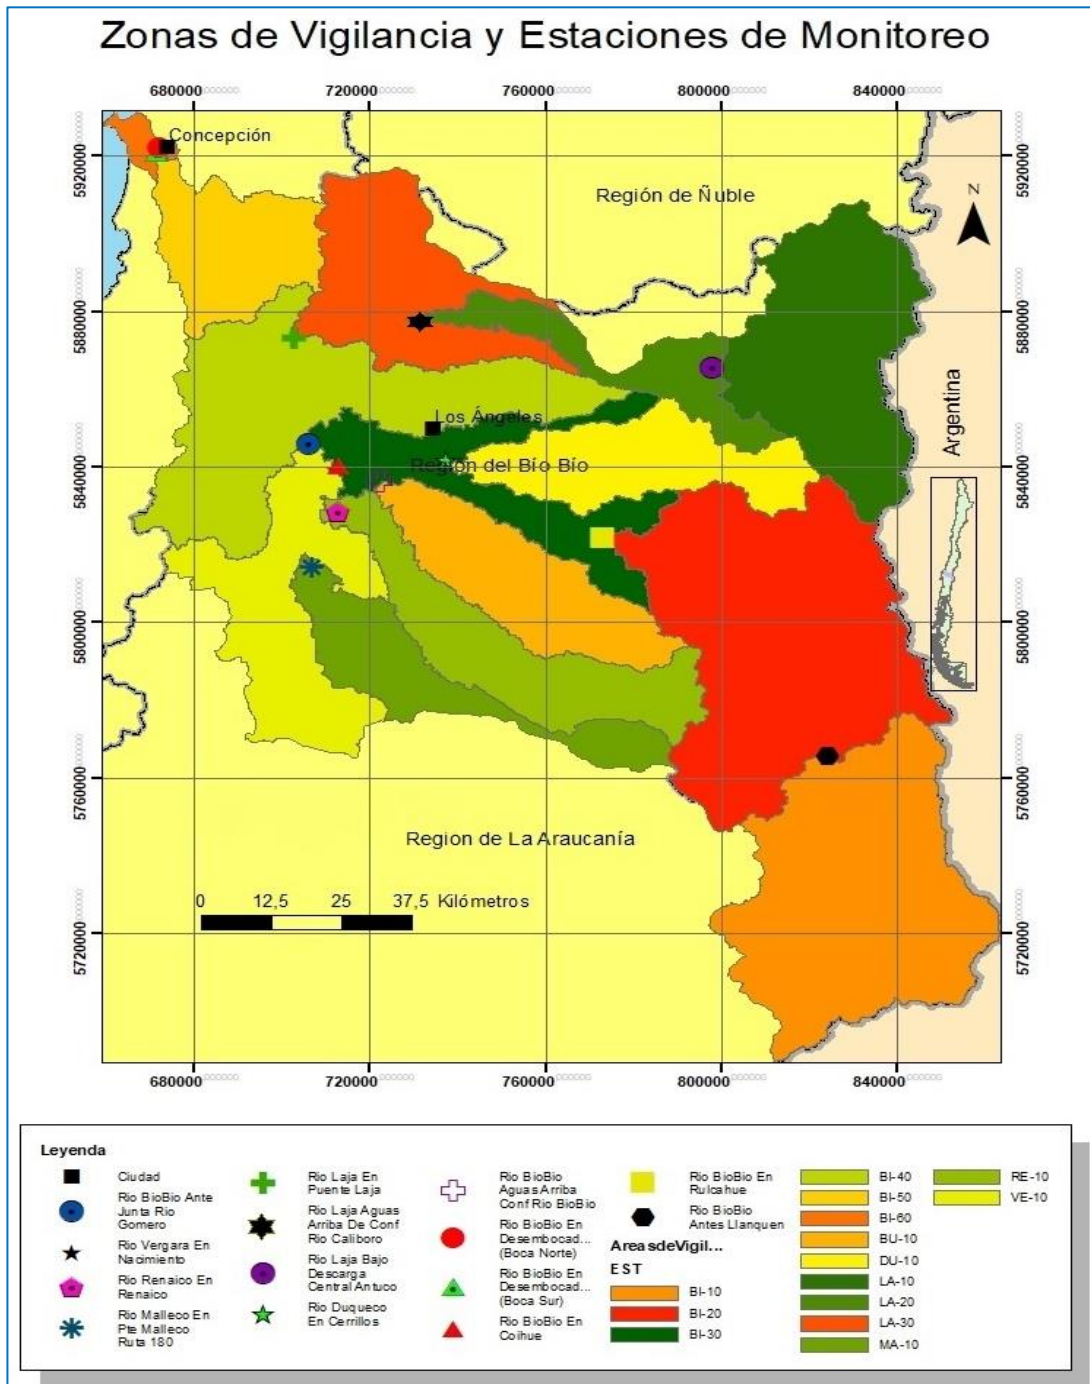 Zonas de Vigilancia y Estaciones de Monitoreo
680000 720000 760000 800000 840000
5920000
5880000
5840000
5800000
5760000
5720000
Concepción
Región de Ñuble
N
Los Ángeles
Región del Bío Bío
Argentina
Region de La Araucanía
0 12,5 25 37,5 Kilómetros
5920000
5880000
5840000
5800000
5760000
5720000
680000 720000 760000 800000 840000
Leyenda
Ciudad
Rio BioBio Ante
Junta Rio
Gomero
Rio Vergara En
Nacimiento
Rio Renaico En
Renaico
Rio Malleco En
Pte Malleco
Ruta 180
Rio Laja En
Puente Laja
Rio Laja Aguas
Arriba De Conf
Rio Caliboro
Rio Laja Bajo
Descarga
Central Antuco
Rio Duqueco
En Cerrillos
Rio BioBio
Aguas Arriba
Conf Rio BioBio
Rio BioBio En
Desembocad...
(Boca Norte)
Rio BioBio En
Desembocad...
(Boca Sur)
Rio BioBio En
Coihue
Rio BioBio En
Rulcahue
Rio BioBio
Antes Llanquen
AreasdeVigil...
EST
BI-10
BI-20
BI-30
BI-40
BI-50
BI-60
BU-10
DU-10
LA-10
LA-20
LA-30
MA-10
RE-10
VE-10